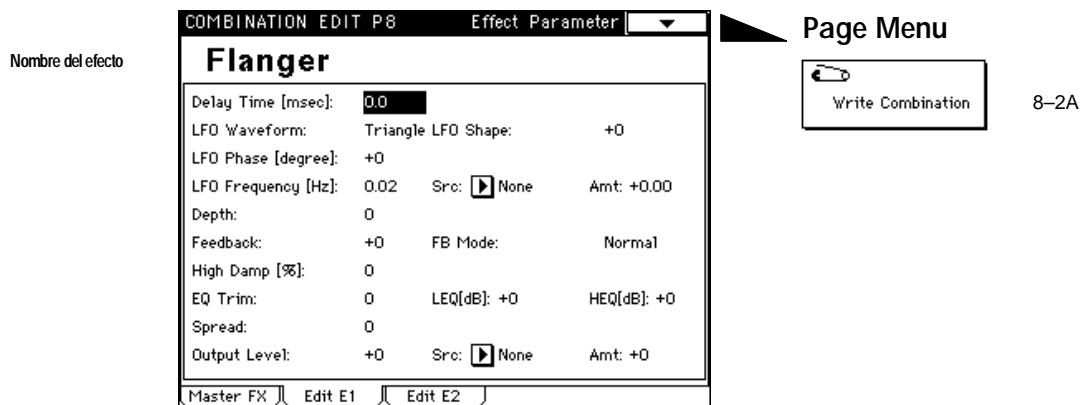 COMBINATION EDIT P8 Effect Parameter
Page Menu
Nombre del efecto
Flanger
Write Combination 8–2A
Delay Time [msec]: 0.0
LFO Waveform: Triangle LFO Shape: +0
LFO Phase [degree]: +0
LFO Frequency [Hz]: 0.02 Src: None Amt: +0.00
Depth: 0
Feedback: +0 FB Mode: Normal
High Damp [%]: 0
EQ Trim: 0 LEQ[dB]: +0 HEQ[dB]: +0
Spread: 0
Output Level: +0 Src: None Amt: +0
Master FX Edit E1 Edit E2